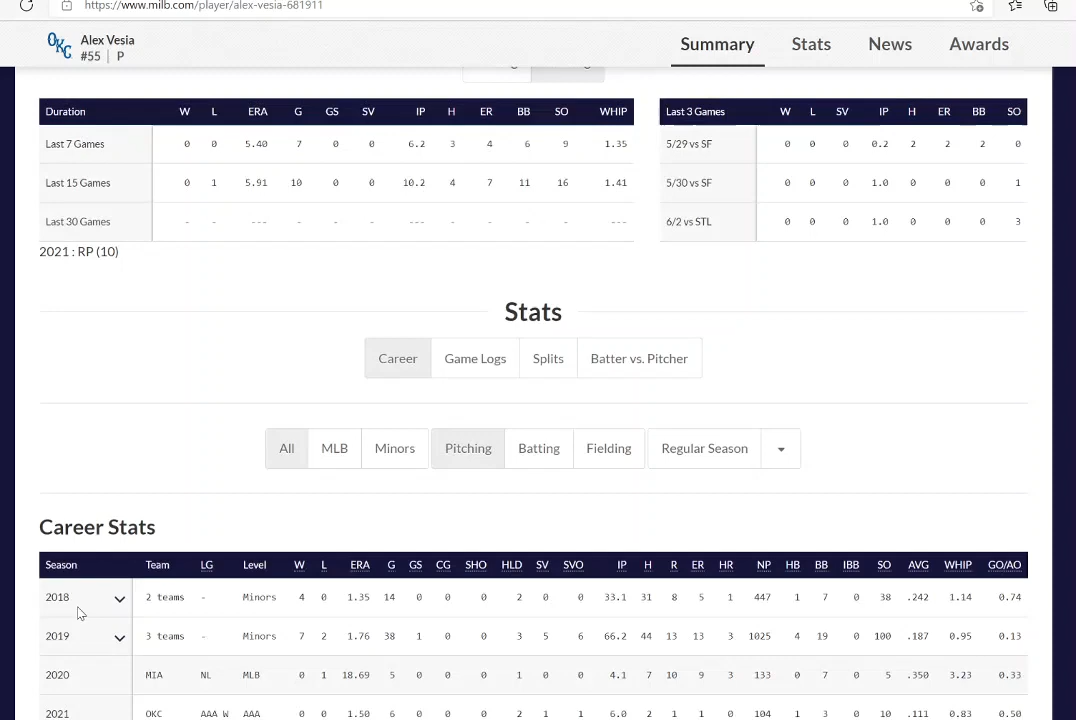 https://www.milb.com/player/alex-vesia-681911
OKC Alex Vesia
#55 | P
Summary Stats News Awards
Duration W L ERA G GS SV IP H ER BB SO WHIP
Last 7 Games 0 0 5.40 7 0 0 6.2 3 4 6 9 1.35
Last 15 Games 0 1 5.91 10 0 0 10.2 4 7 11 16 1.41
Last 30 Games - - --- - - - --- - - - - ---
Last 3 Games W L SV IP H ER BB SO
5/29 vs SF 0 0 0 0.2 2 2 2 0
5/30 vs SF 0 0 0 1.0 0 0 0 1
6/2 vs STL 0 0 0 1.0 0 0 0 3
2021 : RP (10)
Stats
Career Game Logs Splits Batter vs. Pitcher
All MLB Minors Pitching Batting Fielding Regular Season
Career Stats
Season Team LG Level W L ERA G GS CG SHO HLD SV SVO IP H R ER HR NP HB BB IBB SO AVG WHIP GO/AO
2018 2 teams - Minors 4 0 1.35 14 0 0 0 2 0 0 33.1 31 8 5 1 447 1 7 0 38 .242 1.14 0.74
2019 3 teams - Minors 7 2 1.76 38 1 0 0 3 5 6 66.2 44 13 13 3 1025 4 19 0 100 .187 0.95 0.13
2020 MIA NL MLB 0 1 18.69 5 0 0 0 1 0 0 4.1 7 10 9 3 133 0 7 0 5 .350 3.23 0.33
2021 OKC AAA W AAA 0 0 1.50 6 0 0 0 2 1 1 6.0 2 1 1 0 104 1 3 0 10 .111 0.83 0.50